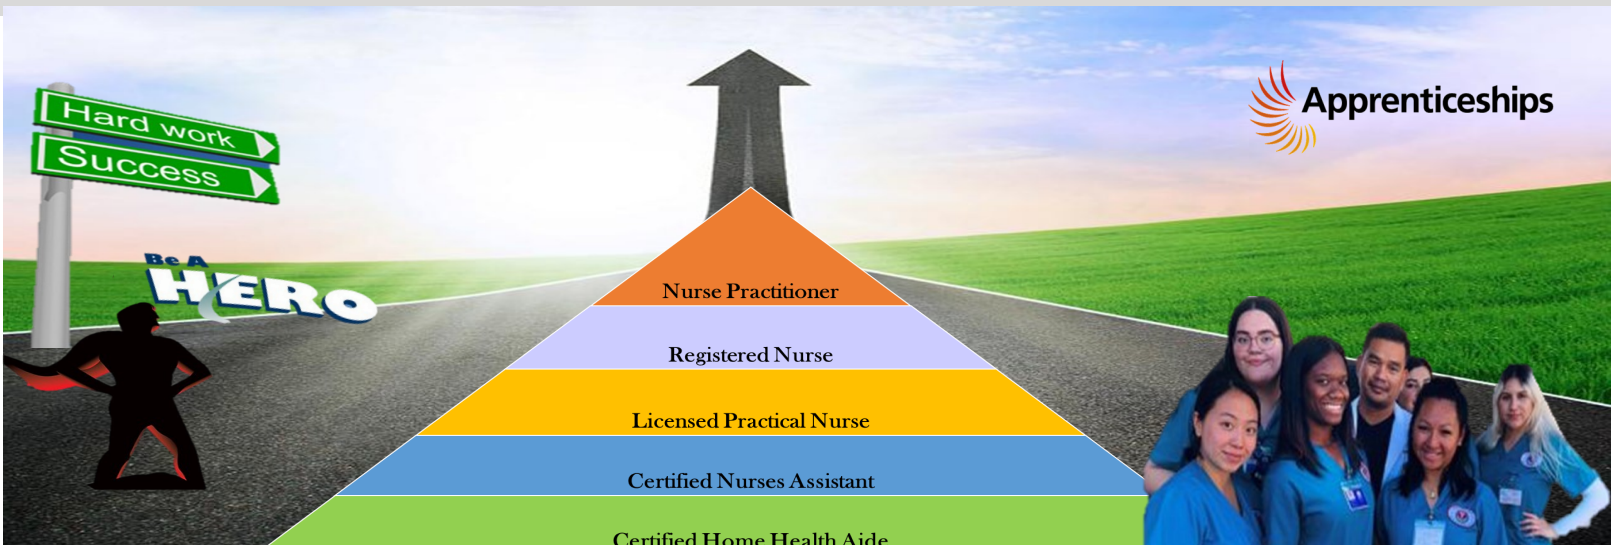 Hard work
Success
Apprenticeships
Be A
HERO
Nurse Practitioner
Registered Nurse
Licensed Practical Nurse
Certified Nurses Assistant
Certified Home Health Aide